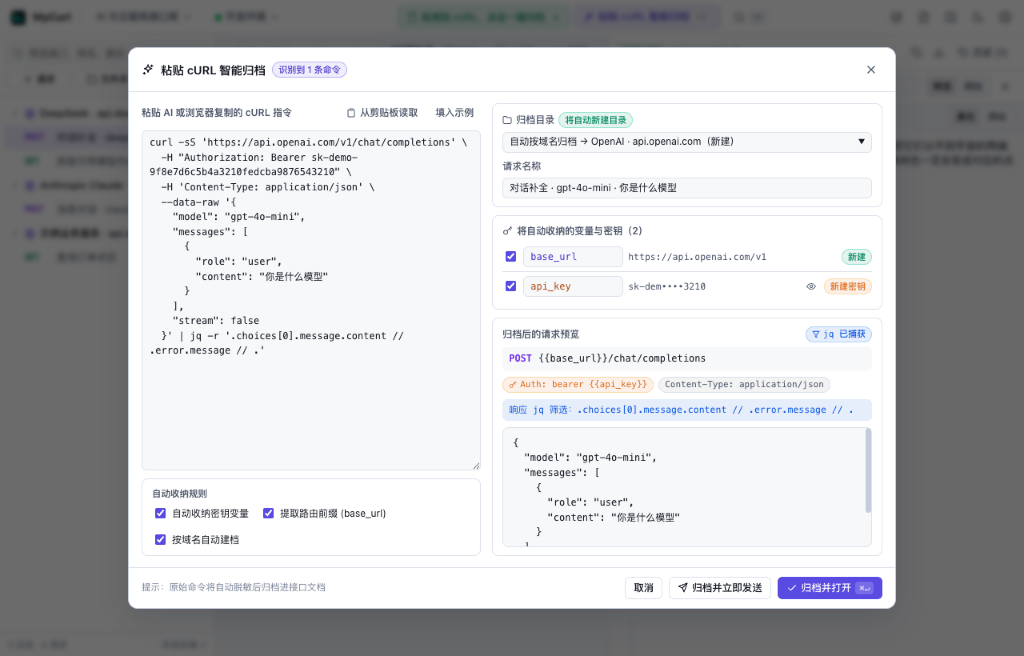 MyCurl
粘贴 cURL 智能归档
识别到 1 条命令
粘贴 AI 或浏览器复制的 cURL 指令
从剪贴板读取
填入示例
curl -sS 'https://api.openai.com/v1/chat/completions' \
-H "Authorization: Bearer sk-demo-
9f8e7d6c5b4a3210fedcba9876543210" \
-H 'Content-Type: application/json' \
--data-raw '{
"model": "gpt-4o-mini",
"messages": [
{
"role": "user",
"content": "你是什么模型"
}
],
"stream": false
}' | jq -r '.choices[0].message.content //
.error.message // .'
自动收纳规则
自动收纳密钥变量
提取路由前缀 (base_url)
按域名自动建档
归档目录
将自动新建目录
自动按域名归档 → OpenAI · api.openai.com（新建）
请求名称
对话补全 · gpt-4o-mini · 你是什么模型
将自动收纳的变量与密钥（2）
base_url
https://api.openai.com/v1
新建
api_key
sk-dem••••3210
新建密钥
归档后的请求预览
jq 已捕获
POST {{base_url}}/chat/completions
Auth: bearer {{api_key}}
Content-Type: application/json
响应 jq 筛选: .choices[0].message.content // .error.message // .
{
"model": "gpt-4o-mini",
"messages": [
{
"role": "user",
"content": "你是什么模型"
}
]
提示：原始命令将自动脱敏后归档进接口文档
取消
归档并立即发送
归档并打开